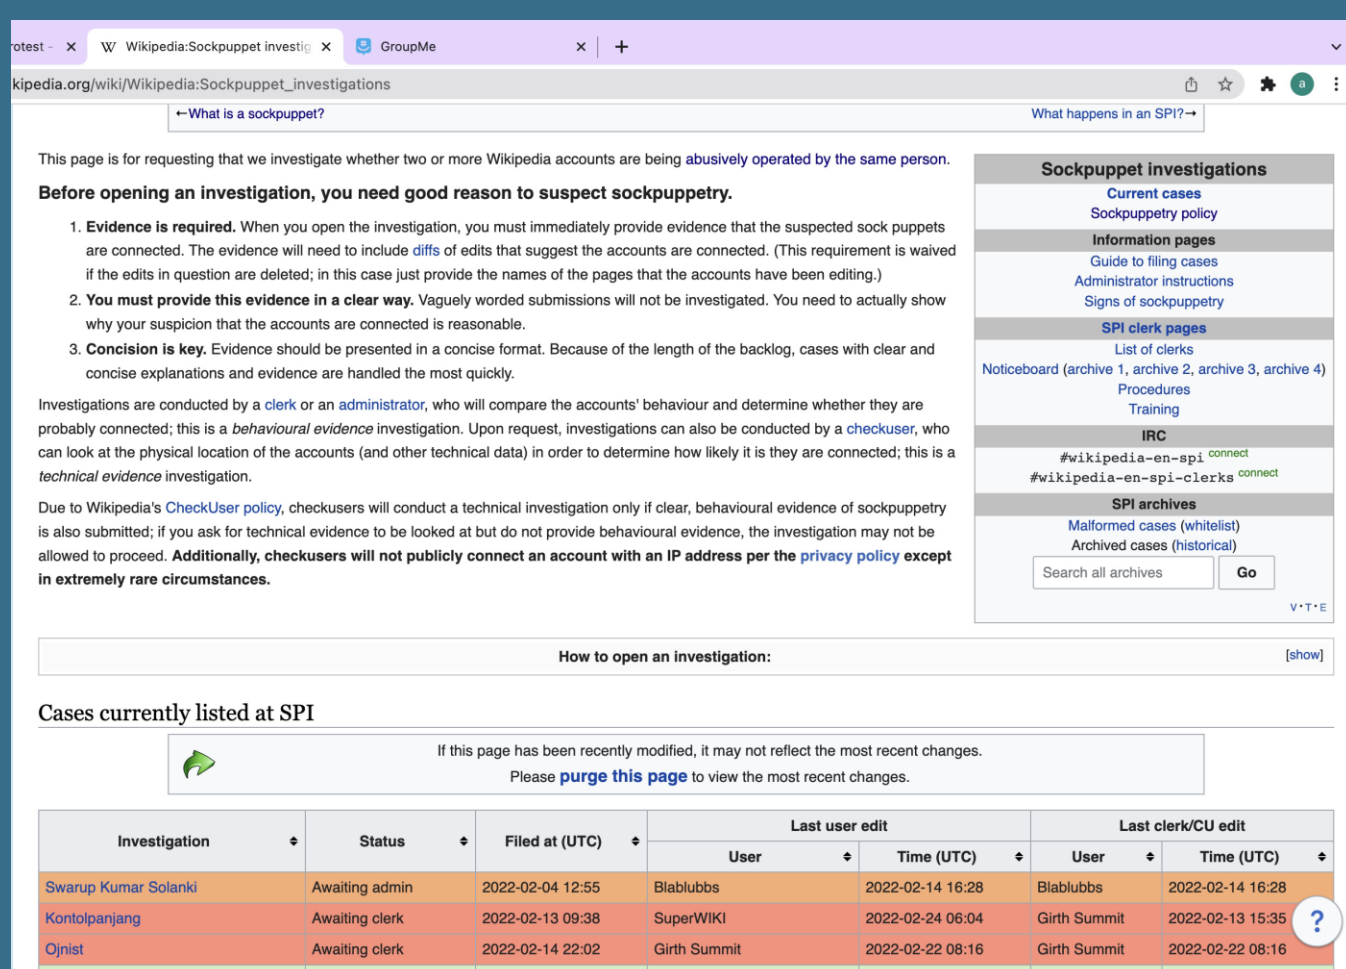 otest -
W Wikipedia:Sockpuppet investig
GroupMe
kipedia.org/wiki/Wikipedia:Sockpuppet_investigations
a
←What is a sockpuppet?
What happens in an SPI?→
This page is for requesting that we investigate whether two or more Wikipedia accounts are being abusively operated by the same person.
Before opening an investigation, you need good reason to suspect sockpuppetry.
1. Evidence is required. When you open the investigation, you must immediately provide evidence that the suspected sock puppets
are connected. The evidence will need to include diffs of edits that suggest the accounts are connected. (This requirement is waived
if the edits in question are deleted; in this case just provide the names of the pages that the accounts have been editing.)
2. You must provide this evidence in a clear way. Vaguely worded submissions will not be investigated. You need to actually show
why your suspicion that the accounts are connected is reasonable.
3. Concision is key. Evidence should be presented in a concise format. Because of the length of the backlog, cases with clear and
concise explanations and evidence are handled the most quickly.
Investigations are conducted by a clerk or an administrator, who will compare the accounts' behaviour and determine whether they are
probably connected; this is a behavioural evidence investigation. Upon request, investigations can also be conducted by a checkuser, who
can look at the physical location of the accounts (and other technical data) in order to determine how likely it is they are connected; this is a
technical evidence investigation.
Due to Wikipedia's CheckUser policy, checkusers will conduct a technical investigation only if clear, behavioural evidence of sockpuppetry
is also submitted; if you ask for technical evidence to be looked at but do not provide behavioural evidence, the investigation may not be
allowed to proceed. Additionally, checkusers will not publicly connect an account with an IP address per the privacy policy except
in extremely rare circumstances.
Sockpuppet investigations
Current cases
Sockpuppetry policy
Information pages
Guide to filing cases
Administrator instructions
Signs of sockpuppetry
SPI clerk pages
List of clerks
Noticeboard (archive 1, archive 2, archive 3, archive 4)
Procedures
Training
IRC
#wikipedia-en-spi connect
#wikipedia-en-spi-clerks connect
SPI archives
Malformed cases (whitelist)
Archived cases (historical)
Search all archives Go
V·T·E
How to open an investigation: [show]
Cases currently listed at SPI
If this page has been recently modified, it may not reflect the most recent changes.
Please purge this page to view the most recent changes.
Investigation Status Filed at (UTC) Last user edit Last clerk/CU edit
User Time (UTC) User Time (UTC)
Swarup Kumar Solanki Awaiting admin 2022-02-04 12:55 Blablubbs 2022-02-14 16:28 Blablubbs 2022-02-14 16:28
Kontolpanjang Awaiting clerk 2022-02-13 09:38 SuperWIKI 2022-02-24 06:04 Girth Summit 2022-02-13 15:35
Ojnist Awaiting clerk 2022-02-14 22:02 Girth Summit 2022-02-22 08:16 Girth Summit 2022-02-22 08:16
?